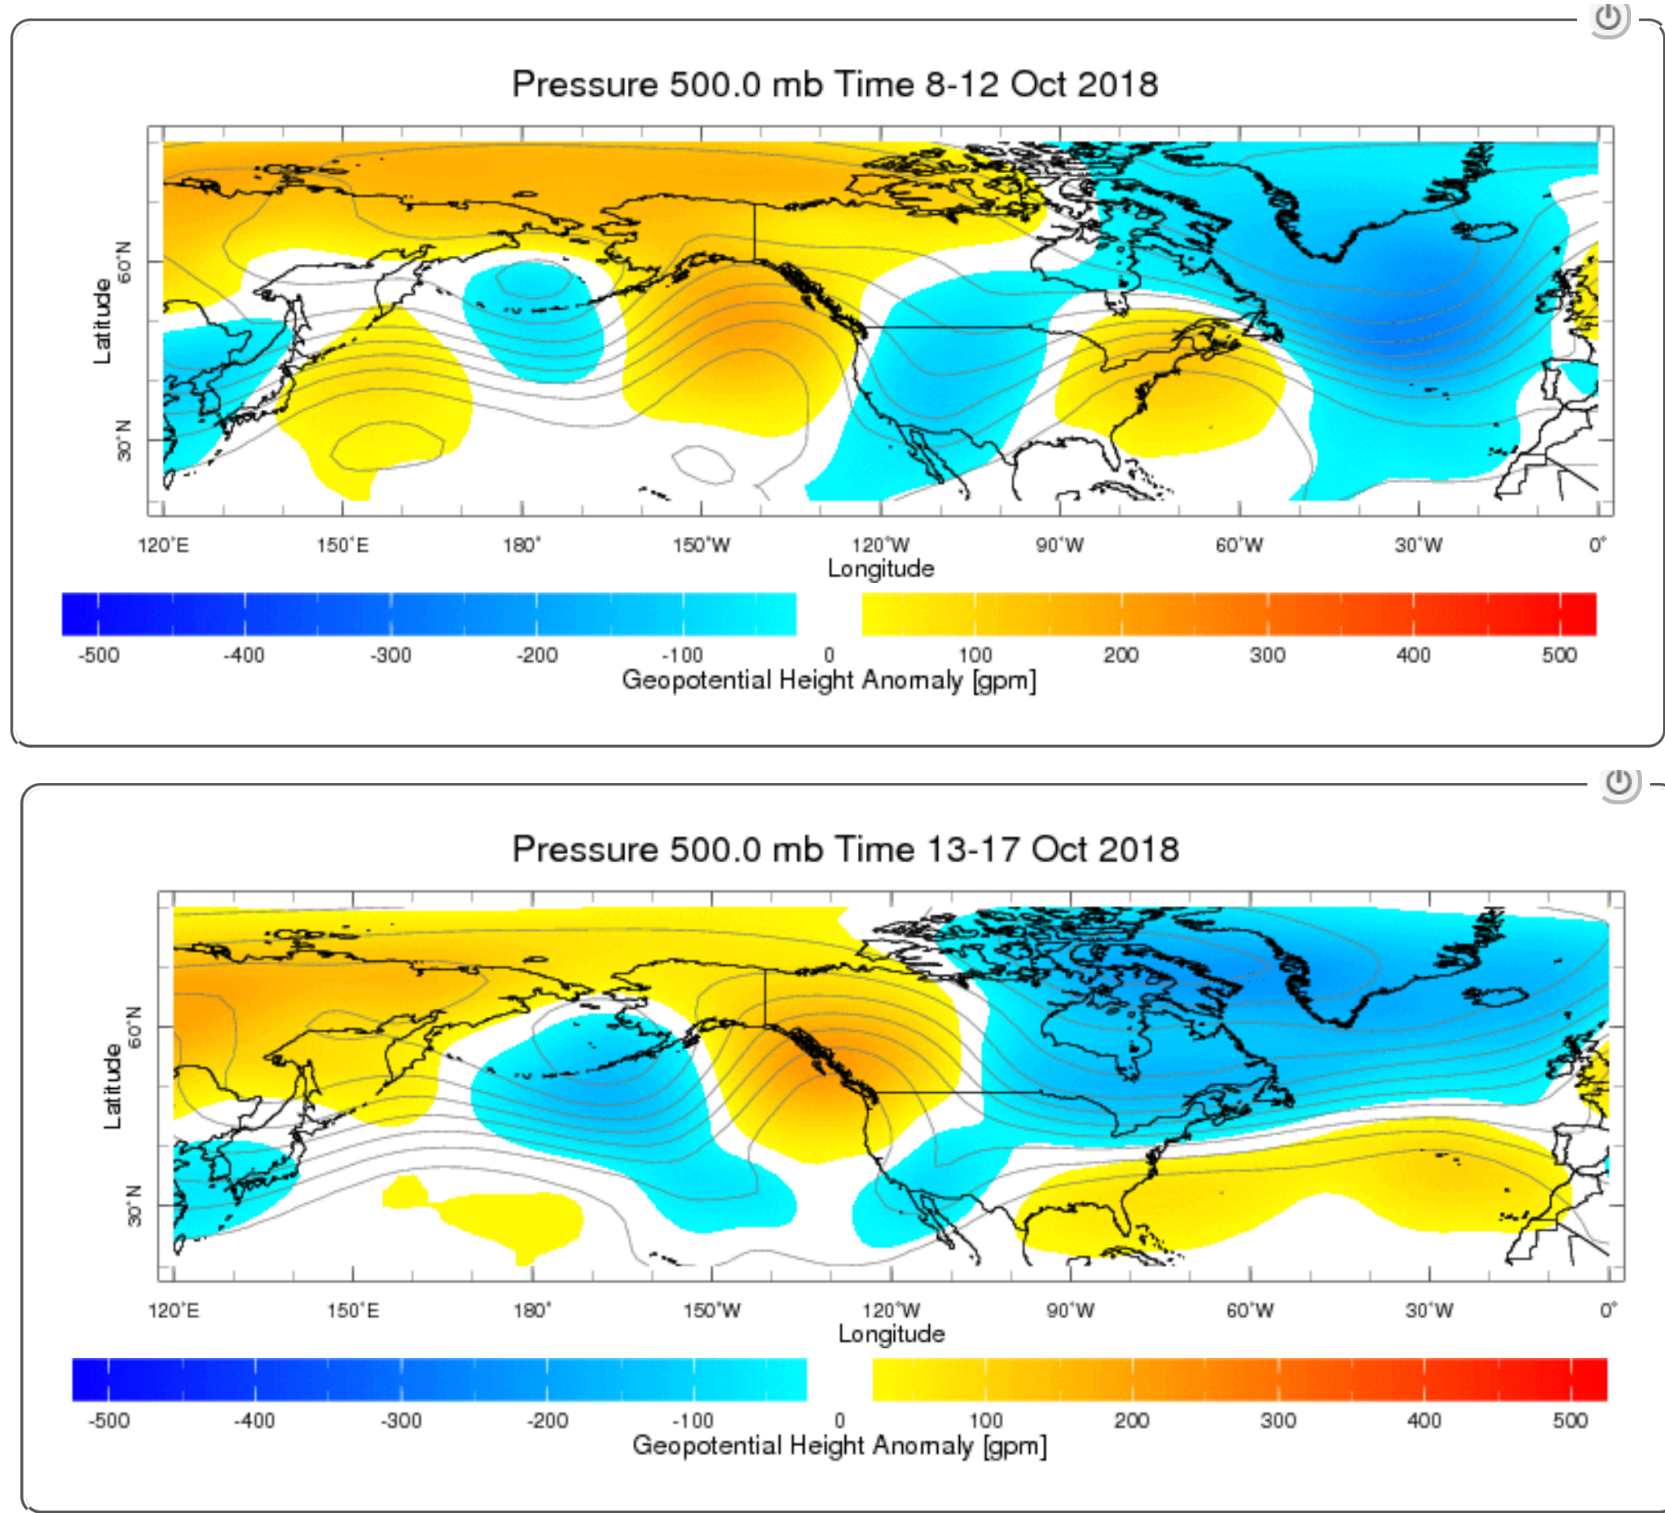 Pressure 500.0 mb Time 8-12 Oct 2018
60°N
30°N
Latitude
120°E 150°E 180° 150°W 120°W 90°W 60°W 30°W 0°
Longitude
-500 -400 -300 -200 -100 0 100 200 300 400 500
Geopotential Height Anomaly [gpm]
Pressure 500.0 mb Time 13-17 Oct 2018
60°N
30°N
Latitude
120°E 150°E 180° 150°W 120°W 90°W 60°W 30°W 0°
Longitude
-500 -400 -300 -200 -100 0 100 200 300 400 500
Geopotential Height Anomaly [gpm]